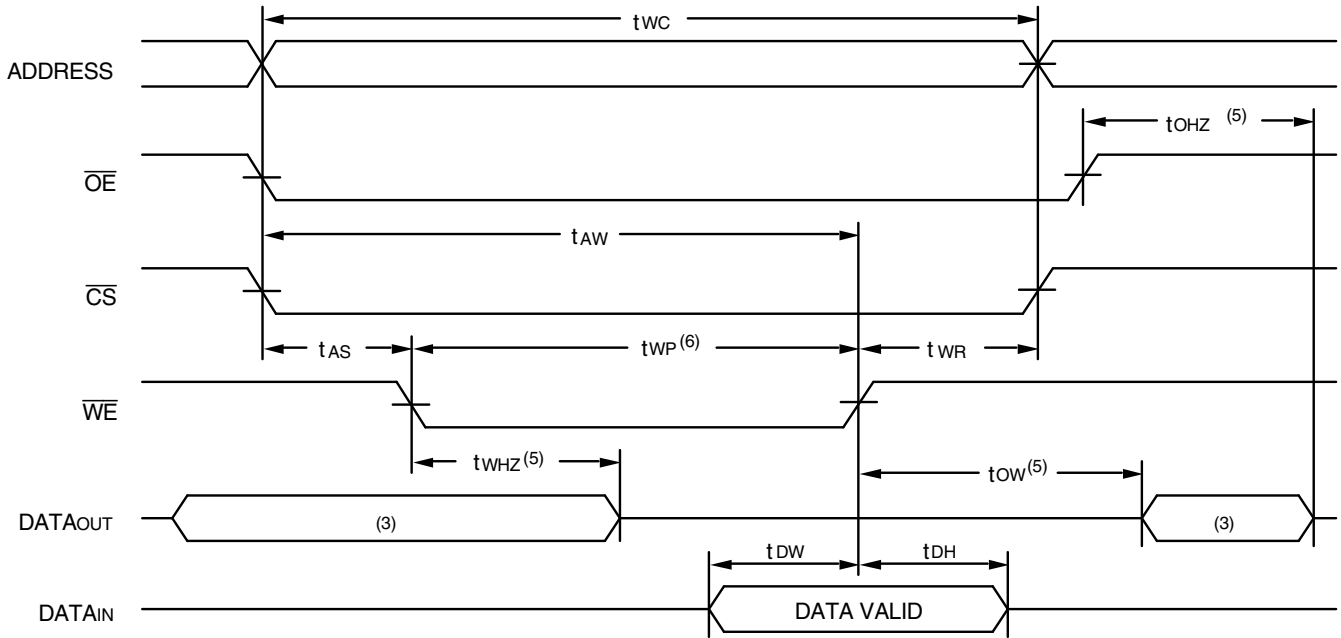 tWC
ADDRESS
tOHZ (5)
OE
tAW
CS
tAS
tWP(6)
tWR
WE
tWHZ(5)
tOW(5)
DATAOUT
(3)
(3)
tDW
tDH
DATAIN
DATA VALID